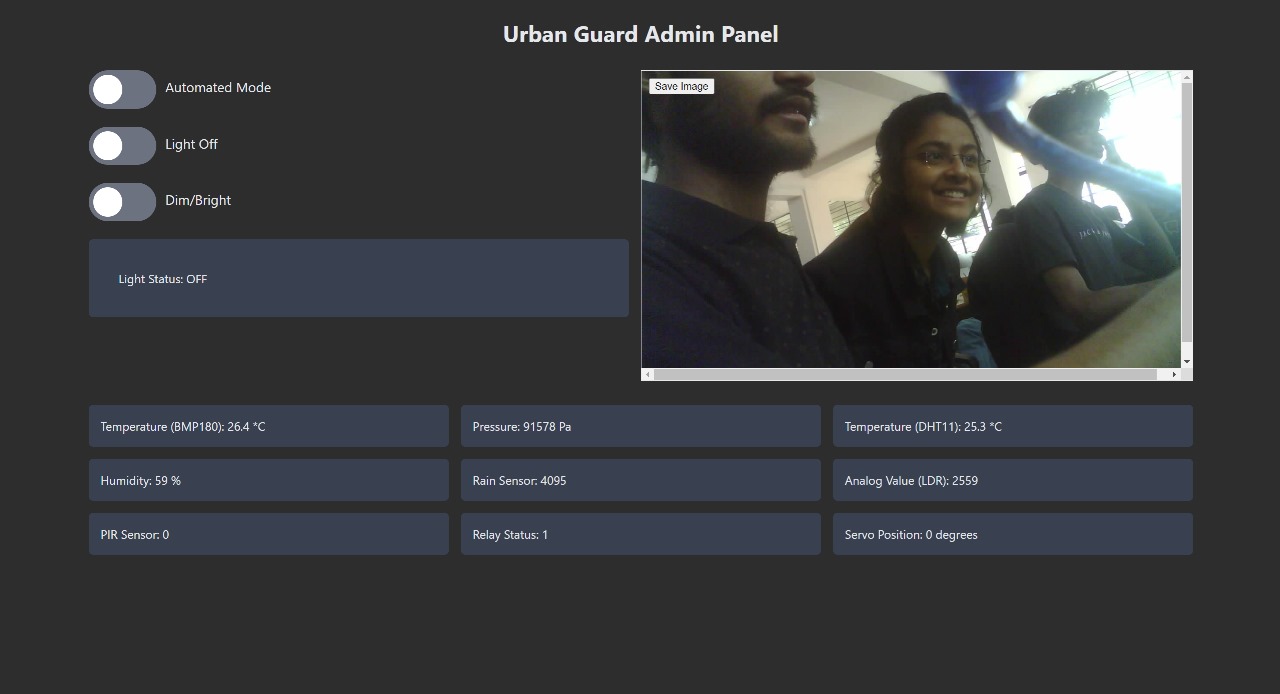 Urban Guard Admin Panel
Automated Mode
Light Off
Dim/Bright
Light Status: OFF
Save Image
Temperature (BMP180): 26.4 *C
Pressure: 91578 Pa
Temperature (DHT11): 25.3 *C
Humidity: 59 %
Rain Sensor: 4095
Analog Value (LDR): 2559
PIR Sensor: 0
Relay Status: 1
Servo Position: 0 degrees